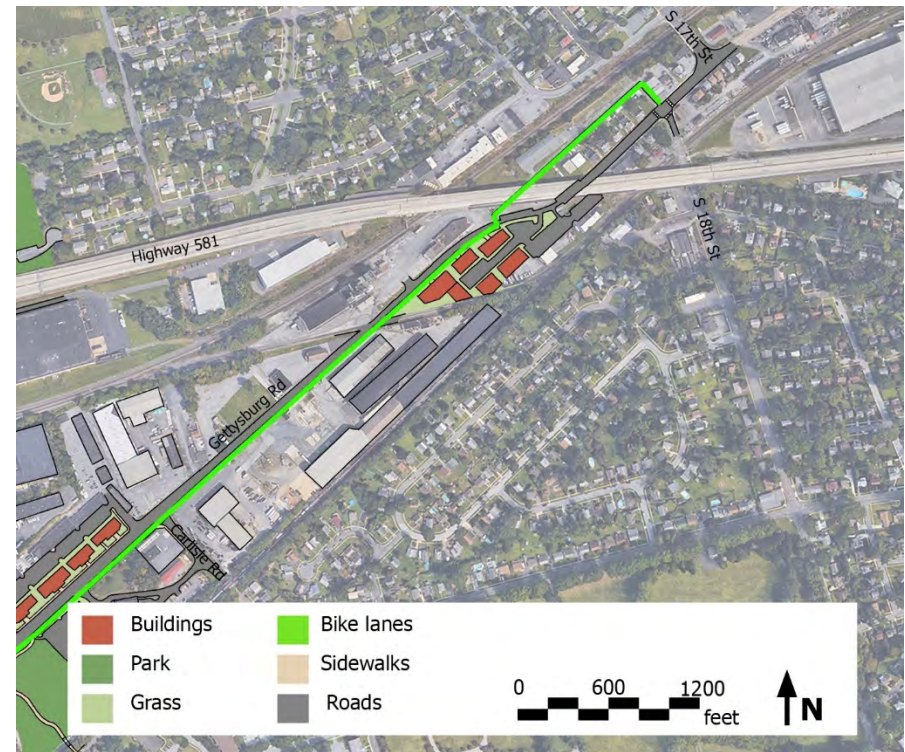 S 17th St
Highway 581
S 18th St
Gettysburg Rd
Carlisle Rd
Buildings
Park
Grass
Bike lanes
Sidewalks
Roads
0 600 1200
feet
N